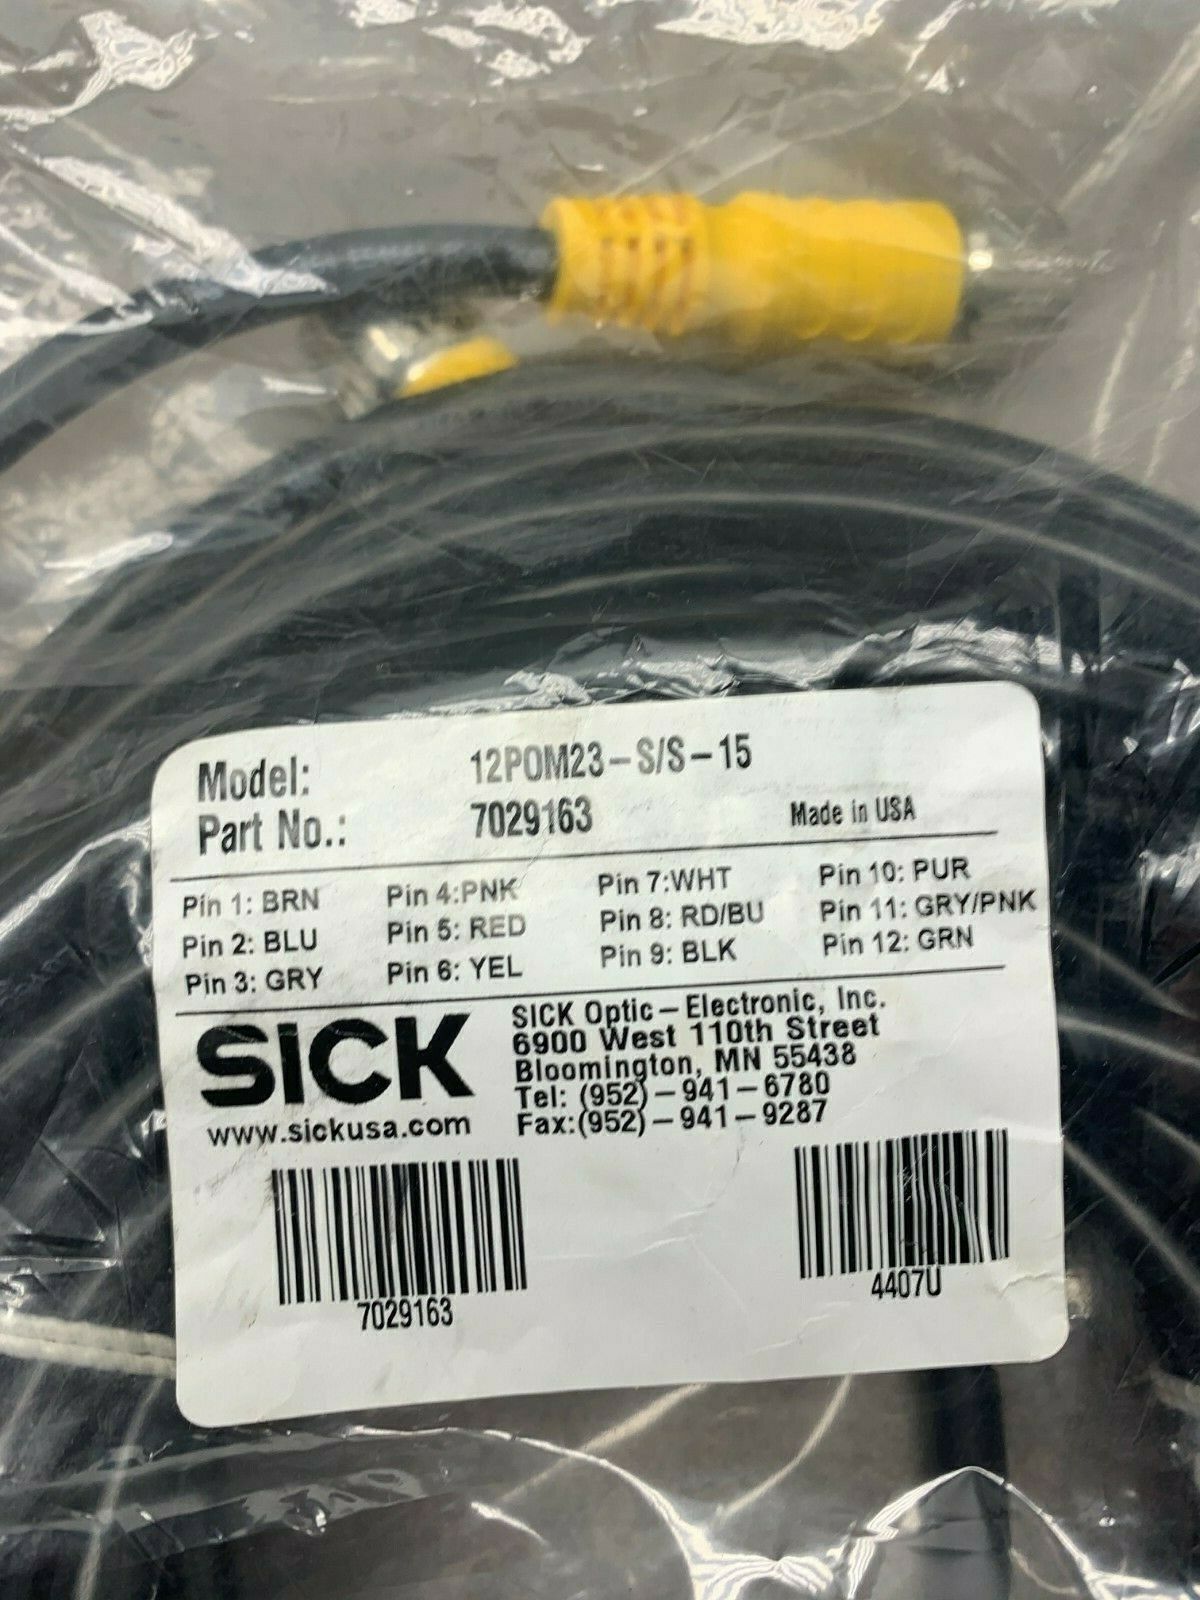 Model: 12POM23-S/S-15
Part No.: 7029163 Made in USA
Pin 1: BRN Pin 4:PNK Pin 7:WHT Pin 10: PUR
Pin 2: BLU Pin 5: RED Pin 8: RD/BU Pin 11: GRY/PNK
Pin 3: GRY Pin 6: YEL Pin 9: BLK Pin 12: GRN
SICK
www.sickusa.com
SICK Optic-Electronic, Inc.
6900 West 110th Street
Bloomington, MN 55438
Tel: (952)-941-6780
Fax:(952)-941-9287
7029163
4407U